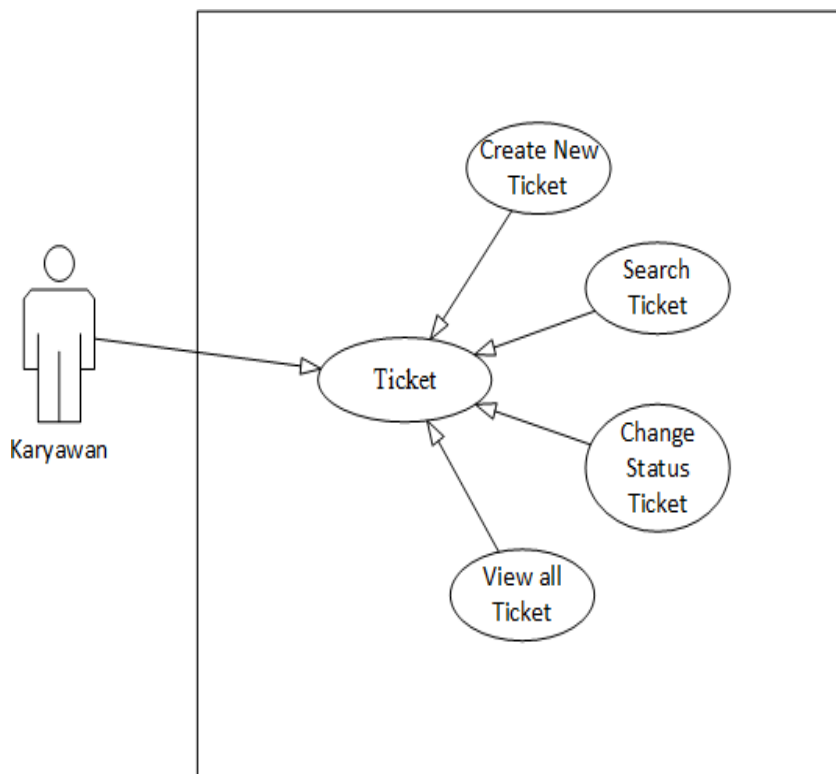 Create New
Ticket
Search
Ticket
Ticket
Karyawan
Change
Status
Ticket
View all
Ticket